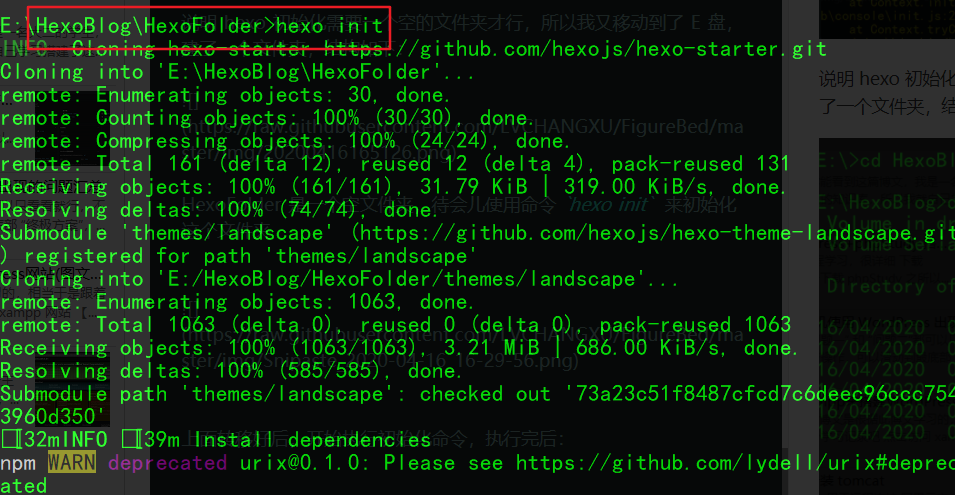 E:\HexoBlog\HexoFolder>hexo init
INFO  Cloning hexo-starter https://github.com/hexojs/hexo-starter.git
Cloning into 'E:\HexoBlog\HexoFolder'...
remote: Enumerating objects: 30, done.
remote: Counting objects: 100% (30/30), done.
remote: Compressing objects: 100% (24/24), done.
remote: Total 161 (delta 12), reused 12 (delta 4), pack-reused 131
Receiving objects: 100% (161/161), 31.79 KiB | 319.00 KiB/s, done.
Resolving deltas: 100% (74/74), done.
Submodule 'themes/landscape' (https://github.com/hexojs/hexo-theme-landscape.git
) registered for path 'themes/landscape'
Cloning into 'E:/HexoBlog/HexoFolder/themes/landscape'...
remote: Enumerating objects: 1063, done.
remote: Total 1063 (delta 0), reused 0 (delta 0), pack-reused 1063
Receiving objects: 100% (1063/1063), 3.21 MiB | 686.00 KiB/s, done.
Resolving deltas: 100% (585/585), done.
Submodule path 'themes/landscape': checked out '73a23c51f8487cfcd7c6deec96ccc754
3960d350'
[32mINFO [39m Install dependencies
npm WARN deprecated urix@0.1.0: Please see https://github.com/lydell/urix#deprec
ated
说明 hexo 初始化
了一个文件夹，结
E:\>cd HexoBl
E:\HexoBlog>d
Volume in d
Volume Seria
Directory of
16/04/2020
16/04/2020
16/04/2020
16/04/2020
16/04/2020